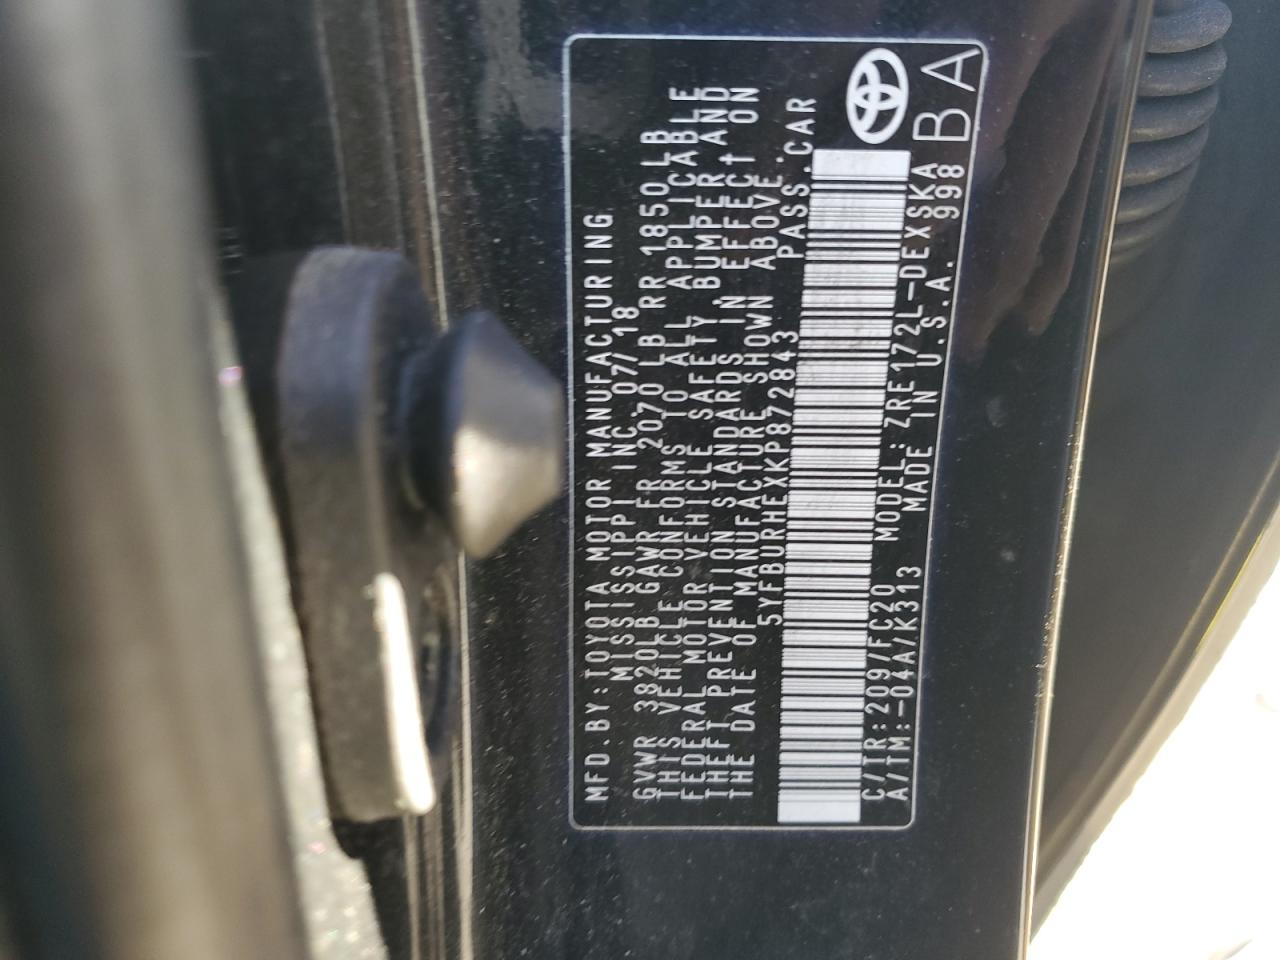 MFD.BY:TOYOTA MOTOR MANUFACTURING
MISSISSIPPI INC.07/18
GVWR 3820LB GAWR FR 2070LB RR 1850LB
THIS VEHICLE CONFORMS TO ALL APPLICABLE
FEDERAL MOTOR VEHICLE SAFETY, BUMPER AND
THEFT PREVENTION STANDARDS IN EFFECT ON
THE DATE OF MANUFACTURE SHOWN ABOVE.
5YFBURHEXKP872843 PASS.CAR
C/TR:209/FC20 MODEL:ZRE172L-DEXSKA
A/TM:-04A/K313 MADE IN U.S.A. 998
BA